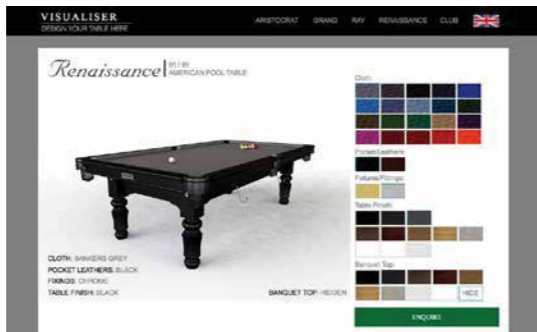 VISUALISER
DESIGN YOUR TABLE HERE
ARISTOCRAT GRAND RAY RENAISSANCE CLUB
Renaissance
AMERICAN POOL TABLE
Cloth:
Pocket Leathers:
Fixtures/Fittings:
Table Finish:
Banquet Top:
HIDE
CLOTH: BANKERS GREY
POCKET LEATHERS: BLACK
FIXINGS: CHROME
TABLE FINISH: BLACK
BANQUET TOP: HIDDEN
ENQUIRE